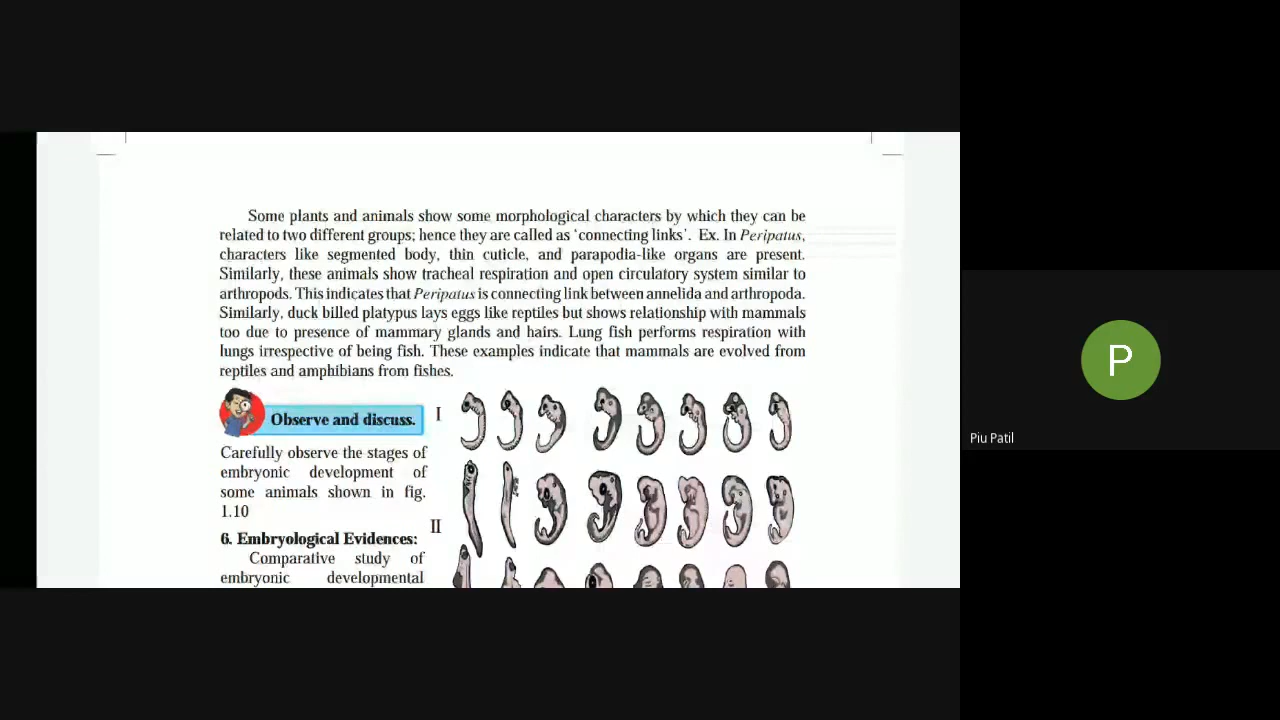 Some plants and animals show some morphological characters by which they can be
related to two different groups; hence they are called as ‘connecting links’. Ex. In Peripatus,
characters like segmented body, thin cuticle, and parapodia-like organs are present.
Similarly, these animals show tracheal respiration and open circulatory system similar to
arthropods. This indicates that Peripatus is connecting link between annelida and arthropoda.
Similarly, duck billed platypus lays eggs like reptiles but shows relationship with mammals
too due to presence of mammary glands and hairs. Lung fish performs respiration with
lungs irrespective of being fish. These examples indicate that mammals are evolved from
reptiles and amphibians from fishes.
Observe and discuss.
Carefully observe the stages of
embryonic development of
some animals shown in fig.
1.10
6. Embryological Evidences:
Comparative study of
embryonic developmental
I
II
P
Piu Patil